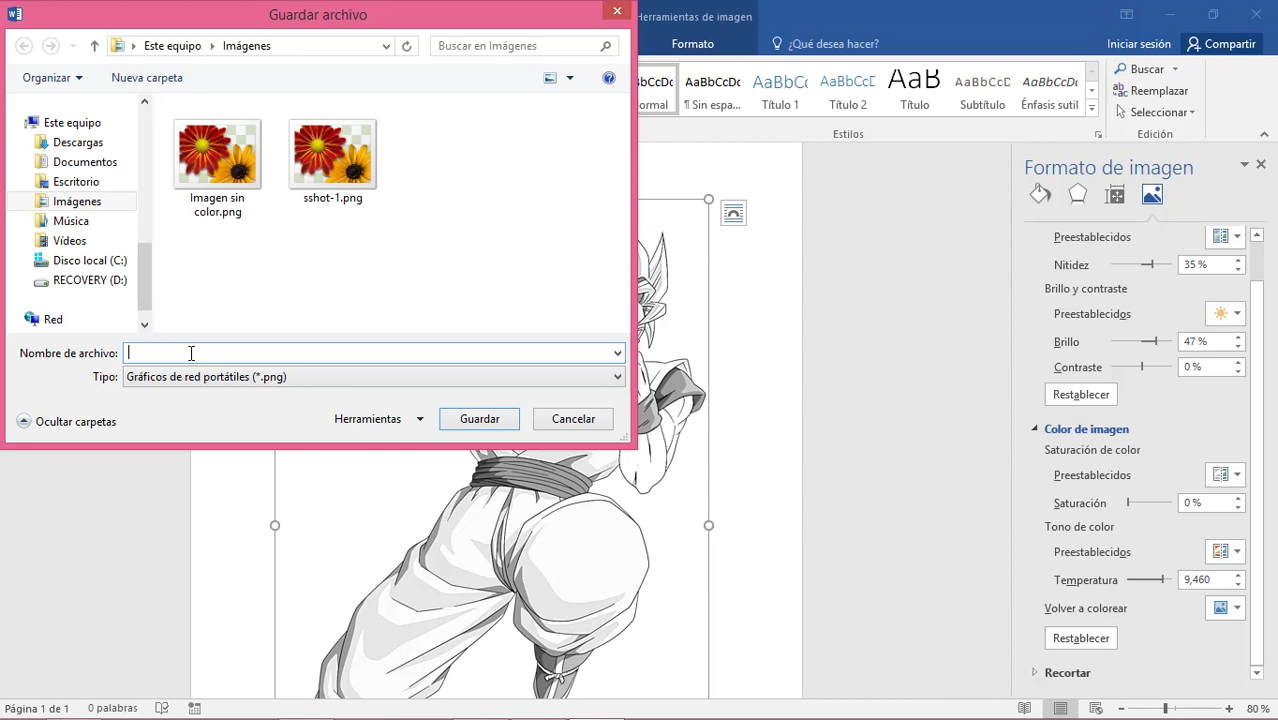 Guardar archivo
Este equipo
Imágenes
Buscar en Imágenes
Organizar
Nueva carpeta
Este equipo
Descargas
Documentos
Escritorio
Imágenes
Música
Vídeos
Disco local (C:)
RECOVERY (D:)
Red
Imagen sin
color.png
sshot-1.png
Nombre de archivo:
Tipo:
Gráficos de red portátiles (*.png)
Ocultar carpetas
Herramientas
Guardar
Cancelar
Herramientas de imagen
Formato
¿Qué desea hacer?
Iniciar sesión
Compartir
AaBbCcDc
AaBbCc
AaBbCcD
AaB
AaBbCcD
¶ Sin espa...
Título 1
Título 2
Título
Subtítulo
Énfasis sutil
Estilos
Buscar
Reemplazar
Seleccionar
Edición
Formato de imagen
Preestablecidos
Nitidez
35 %
Brillo y contraste
Preestablecidos
Brillo
47 %
Contraste
0 %
Restablecer
Color de imagen
Saturación de color
Preestablecidos
Saturación
0 %
Tono de color
Preestablecidos
Temperatura
9,460
Volver a colorear
Restablecer
Recortar
Página 1 de 1
0 palabras
80 %